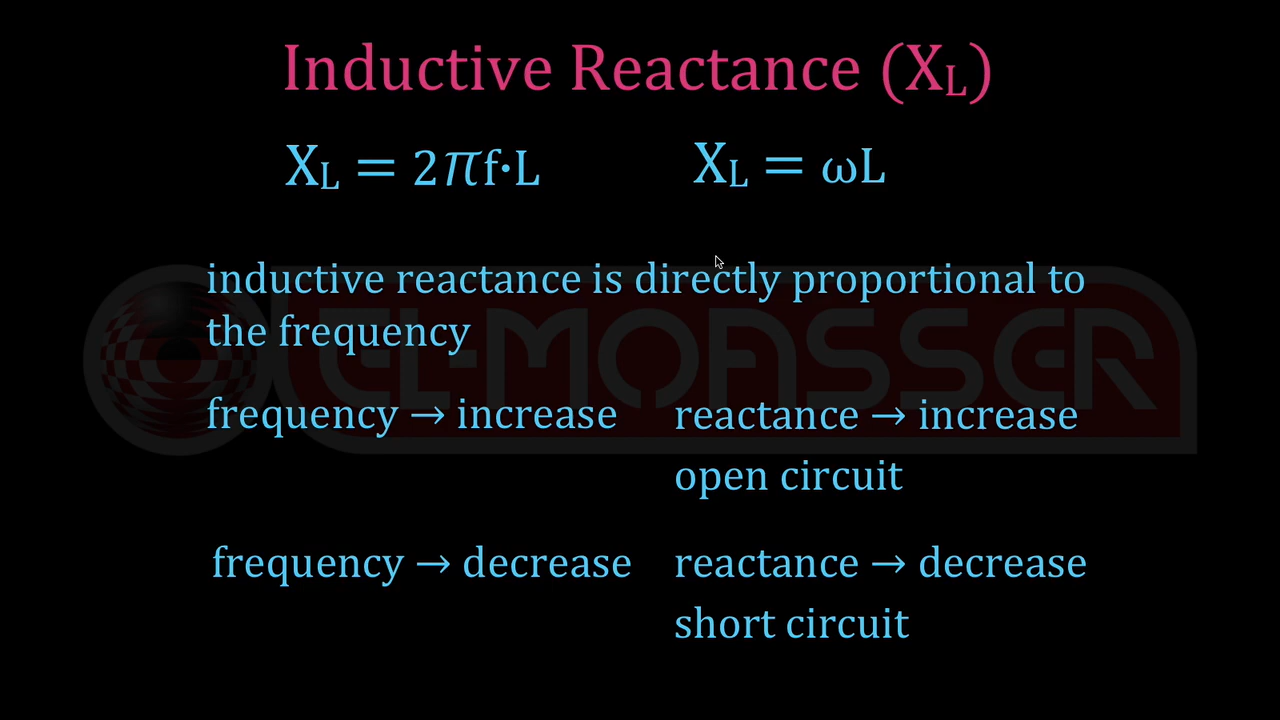 Inductive Reactance (XL)
XL = 2πf·L
XL = ωL
inductive reactance is directly proportional to
the frequency
frequency → increase
reactance → increase
open circuit
frequency → decrease
reactance → decrease
short circuit
EL-MOASSER